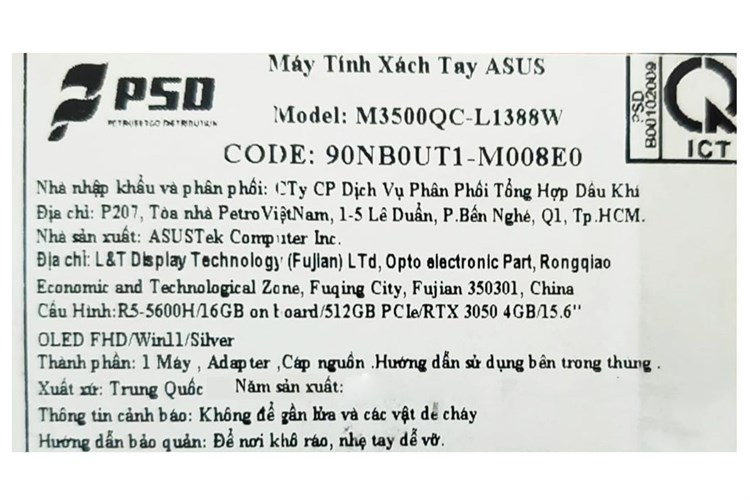 PSD
PETROSETCO DISTRIBUTION
Máy Tính Xách Tay ASUS
Model: M3500QC-L1388W
CODE: 90NB0UT1-M008E0
PSD
B00102009
ICT
Nhà nhập khẩu và phân phối: CTy CP Dịch Vụ Phân Phối Tổng Hợp Dầu Khí
Địa chỉ: P207, Tòa nhà PetroViệtNam, 1-5 Lê Duẩn, P.Bến Nghé, Q1, Tp.HCM.
Nhà sản xuất: ASUSTek Computer Inc.
Địa chỉ: L&T Display Technology (Fujian) LTd, Opto electronic Part, Rongqiao
Economic and Technological Zone, Fuqing City, Fujian 350301, China
Cấu Hình:R5-5600H/16GB on board/512GB PCIe/RTX 3050 4GB/15.6"
OLED FHD/Win11/Silver
Thành phần: 1 Máy , Adapter ,Cáp nguồn .Hướng dẫn sử dụng bên trong thung .
Xuất xứ: Trung Quốc Năm sản xuất:
Thông tin cảnh báo: Không để gần lửa và các vật dể cháy
Hướng dẫn bảo quản: Để nơi khô ráo, nhẹ tay dễ vỡ.